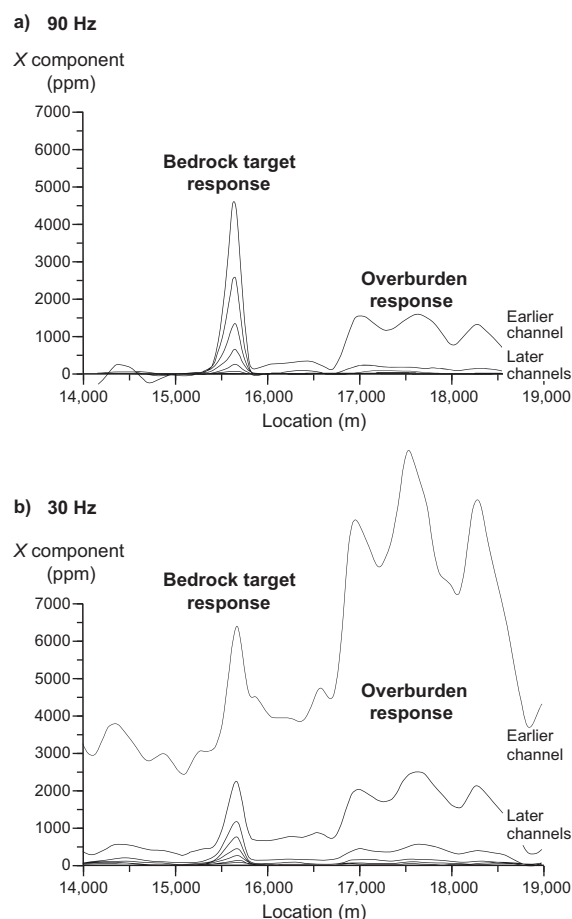 a) 90 Hz
X component
(ppm)
7000
6000
5000
4000
3000
2000
1000
0
Bedrock target
response
Overburden
response
Earlier
channel
Later
channels
14,000 15,000 16,000 17,000 18,000 19,000
Location (m)
b) 30 Hz
X component
(ppm)
7000
6000
5000
4000
3000
2000
1000
0
Bedrock target
response
Overburden
response
Earlier
channel
Later
channels
14,000 15,000 16,000 17,000 18,000 19,000
Location (m)